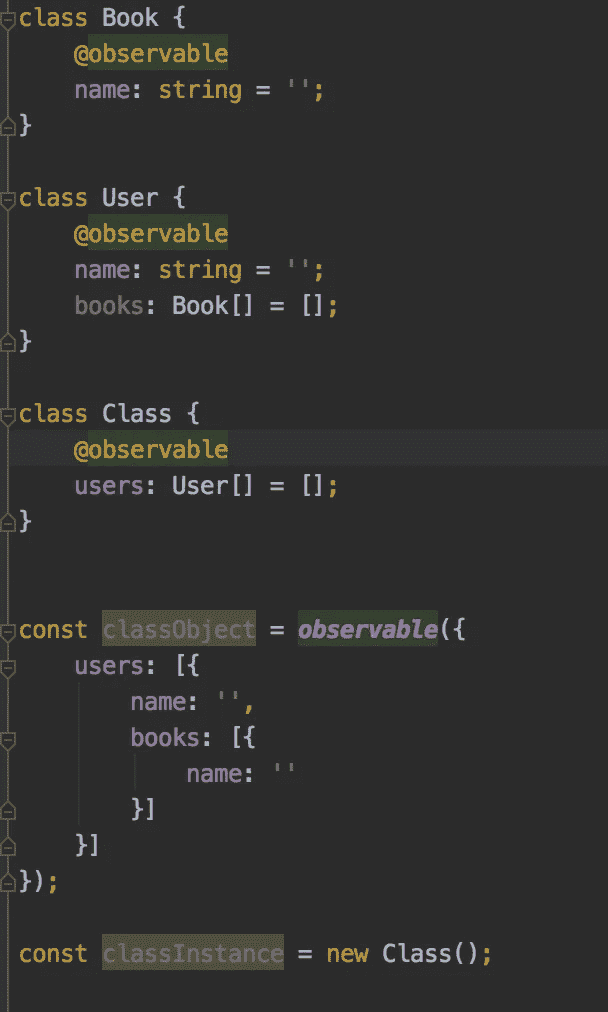 class Book {
@observable
name: string = '';
}
class User {
@observable
name: string = '';
books: Book[] = [];
}
class Class {
@observable
users: User[] = [];
}
const classObject = observable({
users: [{
name: '',
books: [{
name: ''
}]
}]
});
const classInstance = new Class();